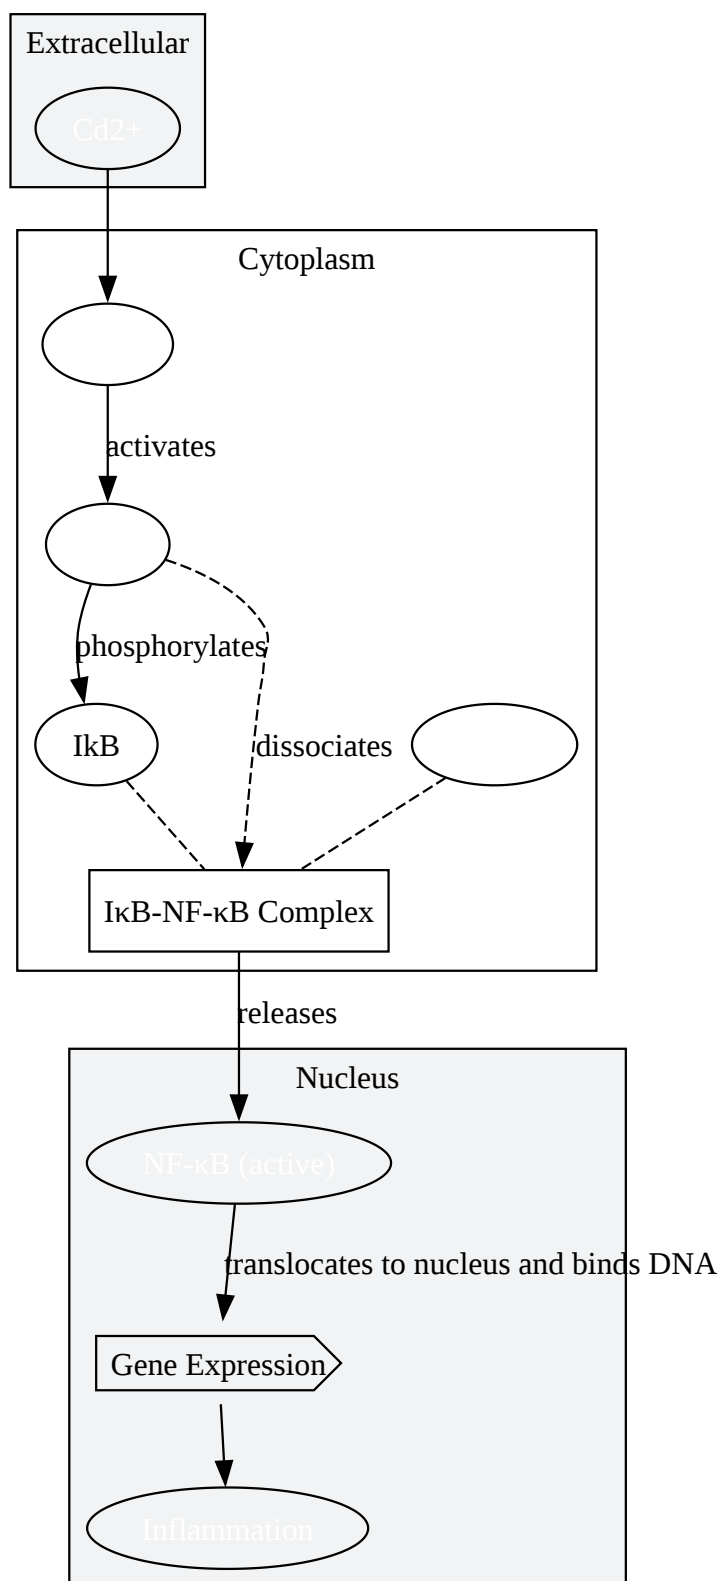 Extracellular
Cd2+
Cytoplasm
activates
phosphorylates
IkB
dissociates
IκB-NF-κB Complex
releases
Nucleus
NF-κB (active)
translocates to nucleus and binds DNA
Gene Expression
Inflammation